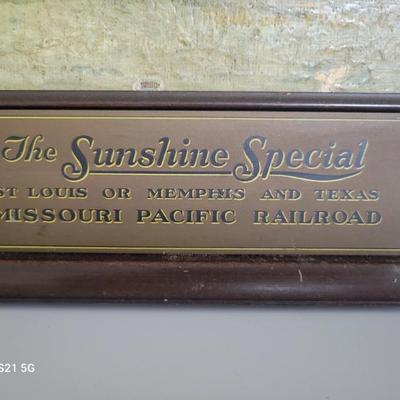 The Sunshine Special
ST LOUIS OR MEMPHIS AND TEXAS
MISSOURI PACIFIC RAILROAD
S21 5G